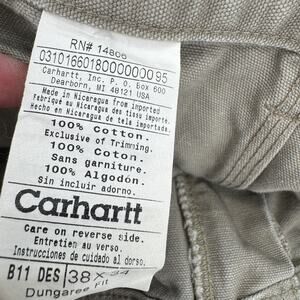 RN# 14806
03101660180000000095
Carhartt, Inc. P.O. Box 600
Dearborn, MI 48121 USA
Made in Nicaragua from imported
Fabrique au Nicaragua des tissu importe.
Hecho en Nicaragua de tela importada.
100% Cotton.
Exclusive of Trimming.
100% Coton.
Sans garniture.
100% Algodón.
Sin incluir adorno.
Carhartt
Care on reverse side.
Entretien au verso.
Instrucciones de cuidado al dorso.
B11 DES 38 X 34
Dungaree Fit